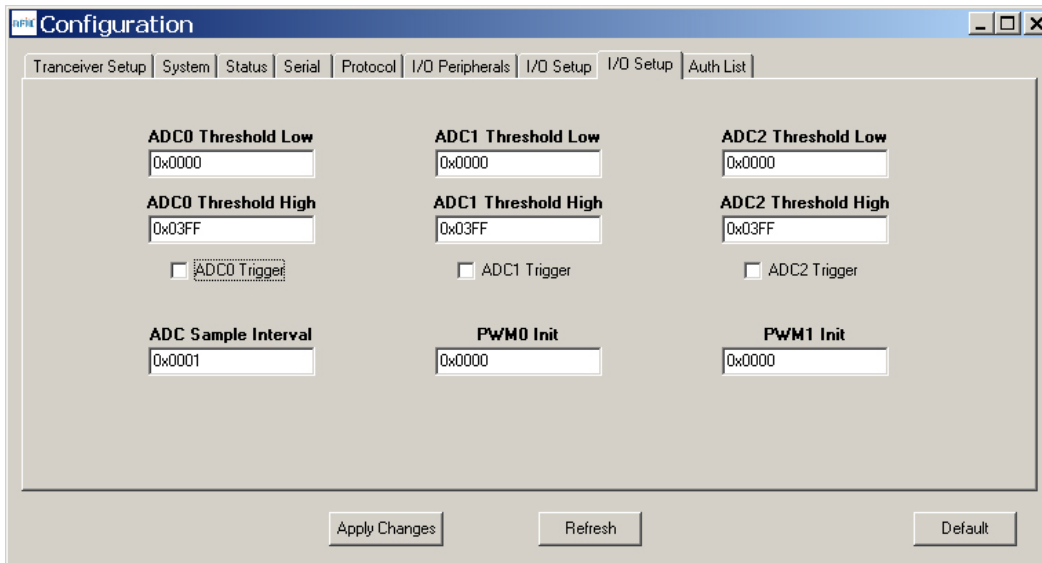 Configuration
Tranceiver Setup System Status Serial Protocol I/O Peripherals I/O Setup I/O Setup Auth List
ADC0 Threshold Low ADC1 Threshold Low ADC2 Threshold Low
0x0000 0x0000 0x0000
ADC0 Threshold High ADC1 Threshold High ADC2 Threshold High
0x03FF 0x03FF 0x03FF
ADC0 Trigger ADC1 Trigger ADC2 Trigger
ADC Sample Interval PWM0 Init PWM1 Init
0x0001 0x0000 0x0000
Apply Changes Refresh Default